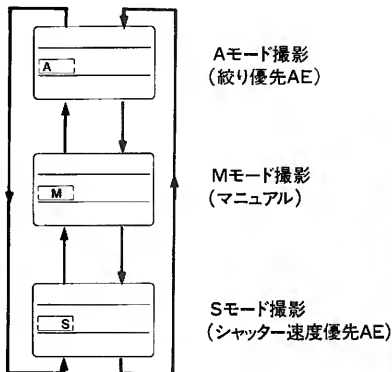 A
Aモード撮影
(絞り優先AE)
M
Mモード撮影
(マニュアル)
S
Sモード撮影
(シャッター速度優先AE)